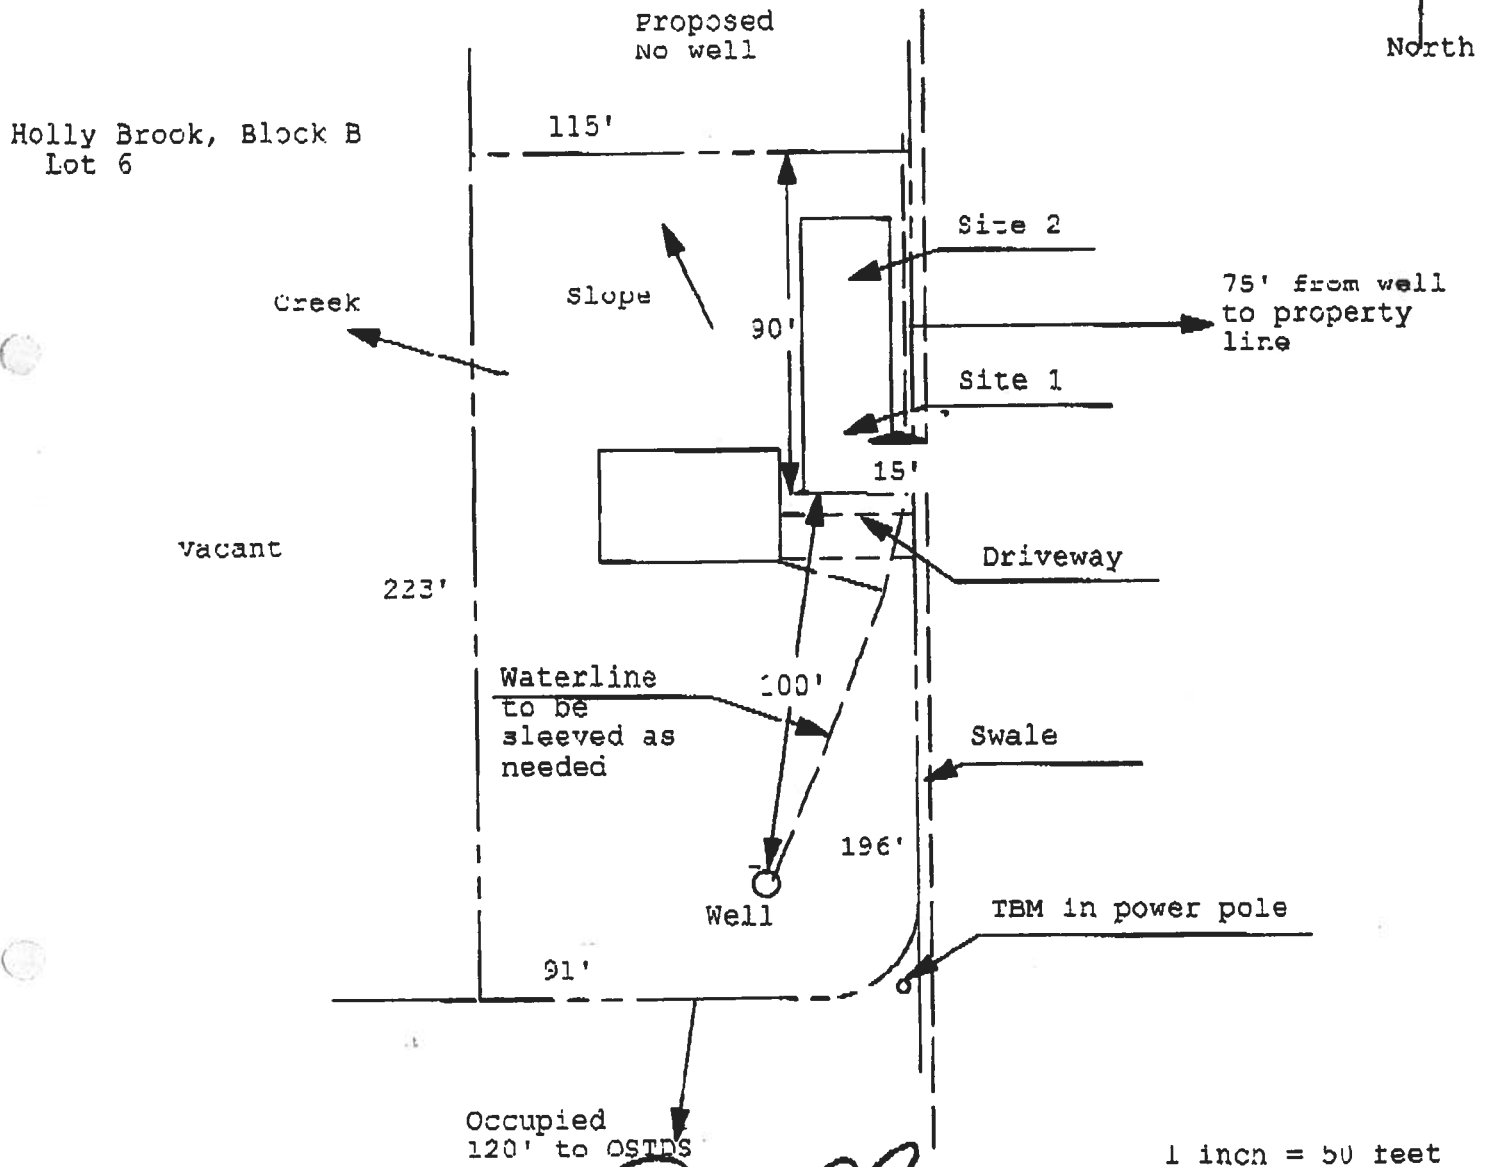 Proposed
No well
North
Holly Brook, Block B
Lot 6
115'
Site 2
75' from well
to property
line
Creek
Slope
90'
Site 1
15'
Vacant
Driveway
223'
Waterline
to be
sleeved as
needed
100'
Swale
196'
Well
TBM in power pole
91'
Occupied
120' to OSTDS
1 inch = 50 feet